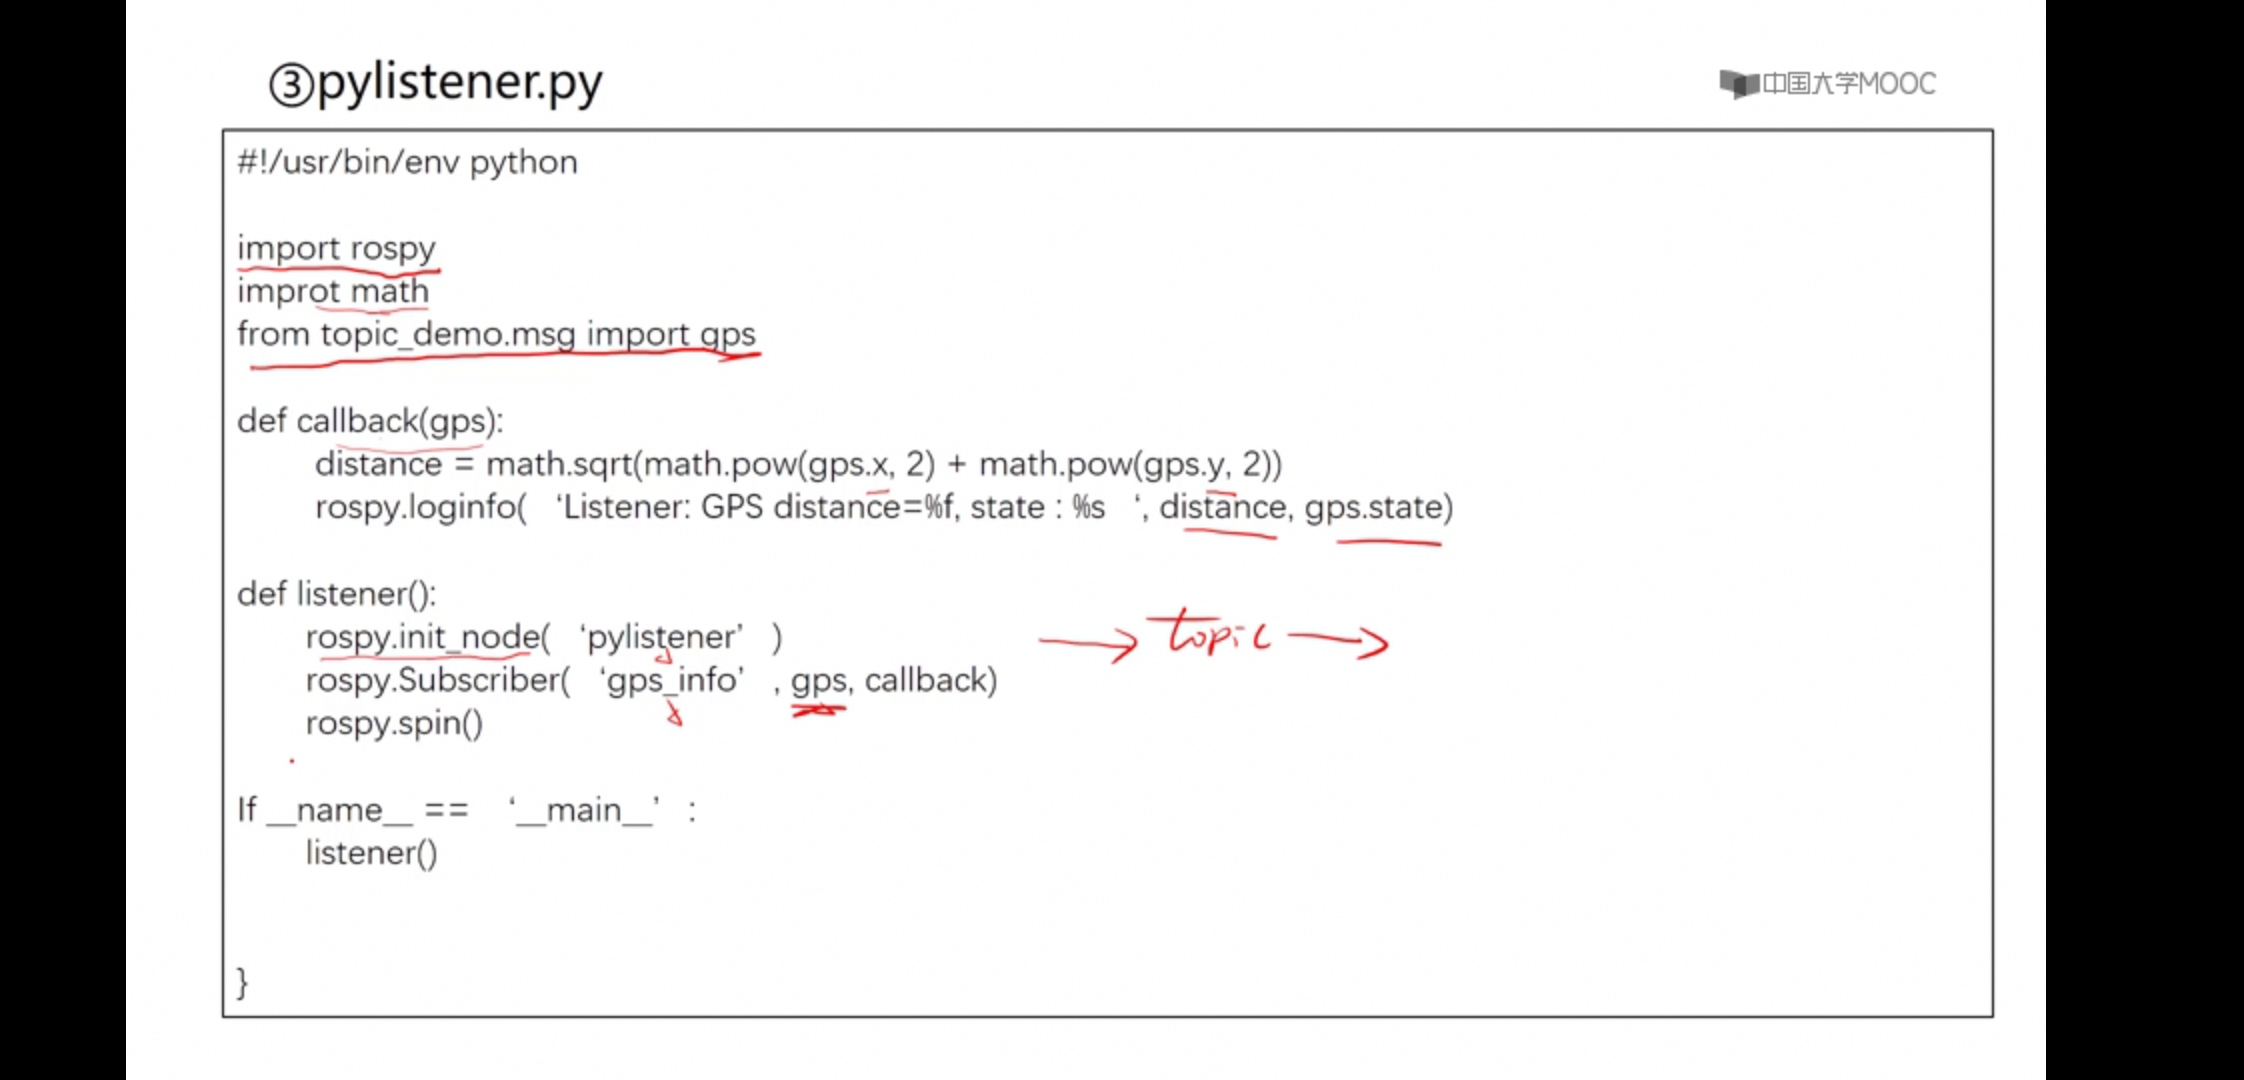 ③pylistener.py
中国大学MOOC
#!/usr/bin/env python
import rospy
improt math
from topic_demo.msg import gps
def callback(gps):
distance = math.sqrt(math.pow(gps.x, 2) + math.pow(gps.y, 2))
rospy.loginfo( ‘Listener: GPS distance=%f, state : %s ‘, distance, gps.state)
def listener():
rospy.init_node( ‘pylistener’ )
→ topic →
rospy.Subscriber( ‘gps_info’ , gps, callback)
rospy.spin()
If __name__ == ‘__main__’ :
listener()
}